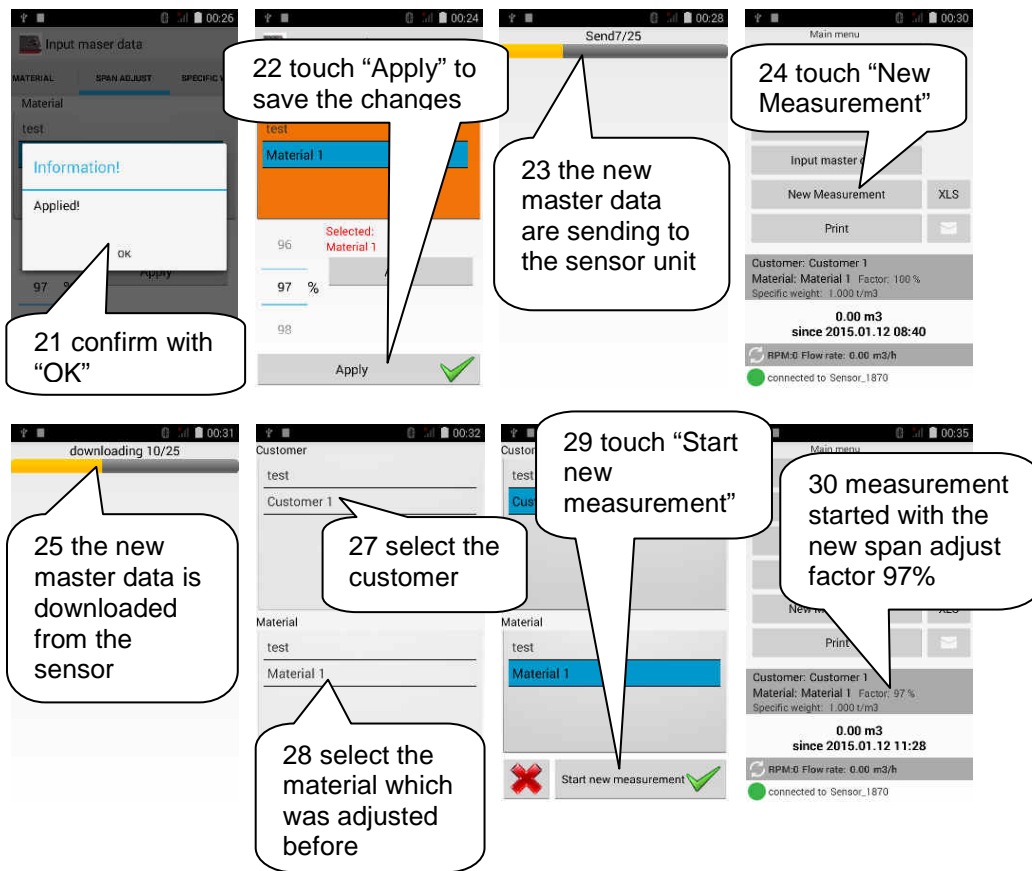 00:26
Input maser data
MATERIAL SPAN ADJUST SPECIFIC
Material
test
Information!
Applied!
OK
Apply
97 %
21 confirm with
"OK"
00:24
22 touch "Apply" to
save the changes
test
Material 1
96
Selected:
Material 1
97 %
98
Apply
00:28
Send7/25
23 the new
master data
are sending to
the sensor unit
00:30
Main menu
24 touch "New
Measurement"
Input master
New Measurement XLS
Print
Customer: Customer 1
Material: Material 1 Factor: 100 %
Specific weight: 1.000 t/m3
0.00 m3
since 2015.01.12 08:40
RPM:0 Flow rate: 0.00 m3/h
connected to Sensor_1870
00:31
downloading 10/25
25 the new
master data is
downloaded
from the
sensor
00:32
Customer
test
Customer 1
27 select the
customer
Material
test
Material 1
28 select the
material which
was adjusted
before
29 touch "Start
new
measurement"
test
Material
test
Material 1
Start new measurement
00:35
Main menu
30 measurement
started with the
new span adjust
factor 97%
Print
Customer: Customer 1
Material: Material 1 Factor: 97 %
Specific weight: 1.000 t/m3
0.00 m3
since 2015.01.12 11:28
RPM:0 Flow rate: 0.00 m3/h
connected to Sensor_1870